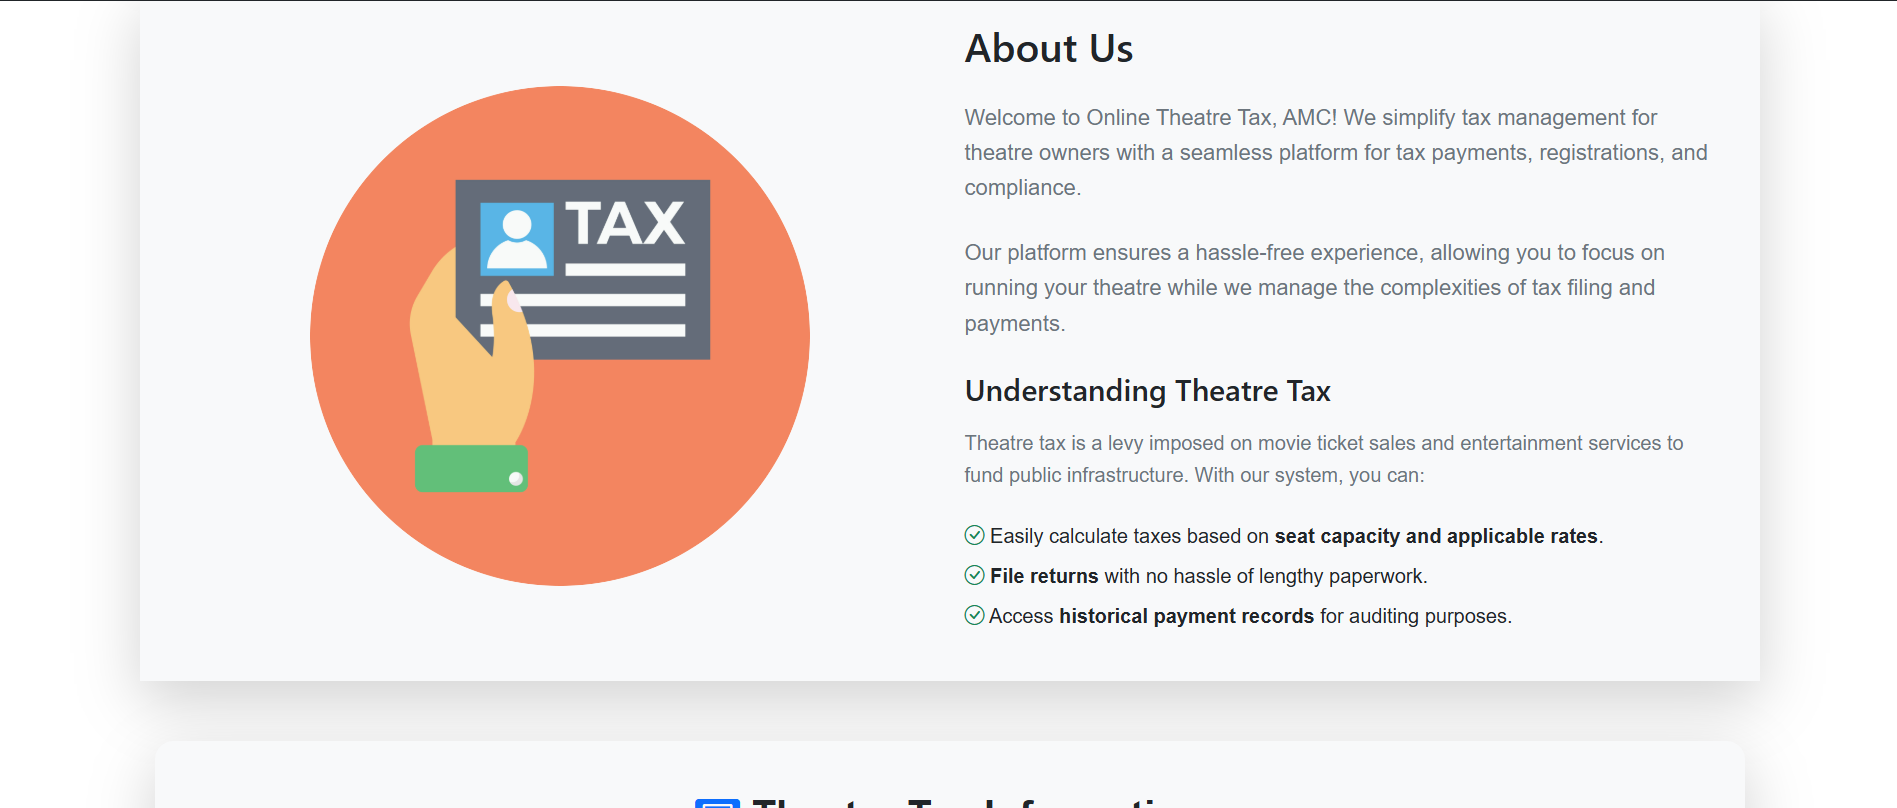 About Us
Welcome to Online Theatre Tax, AMC! We simplify tax management for
theatre owners with a seamless platform for tax payments, registrations, and
compliance.
TAX
Our platform ensures a hassle-free experience, allowing you to focus on
running your theatre while we manage the complexities of tax filing and
payments.
Understanding Theatre Tax
Theatre tax is a levy imposed on movie ticket sales and entertainment services to
fund public infrastructure. With our system, you can:
Easily calculate taxes based on seat capacity and applicable rates.
File returns with no hassle of lengthy paperwork.
Access historical payment records for auditing purposes.